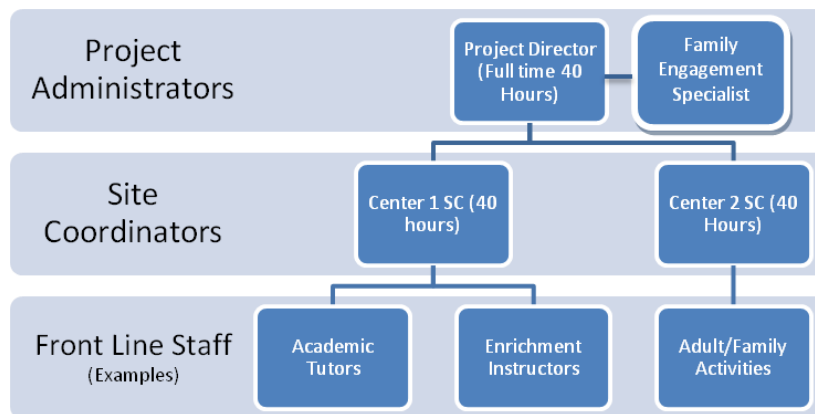 Project
Administrators
Project Director
(Full time 40
Hours)
Family
Engagement
Specialist
Site
Coordinators
Center 1 SC (40
hours)
Center 2 SC (40
Hours)
Front Line Staff
(Examples)
Academic
Tutors
Enrichment
Instructors
Adult/Family
Activities